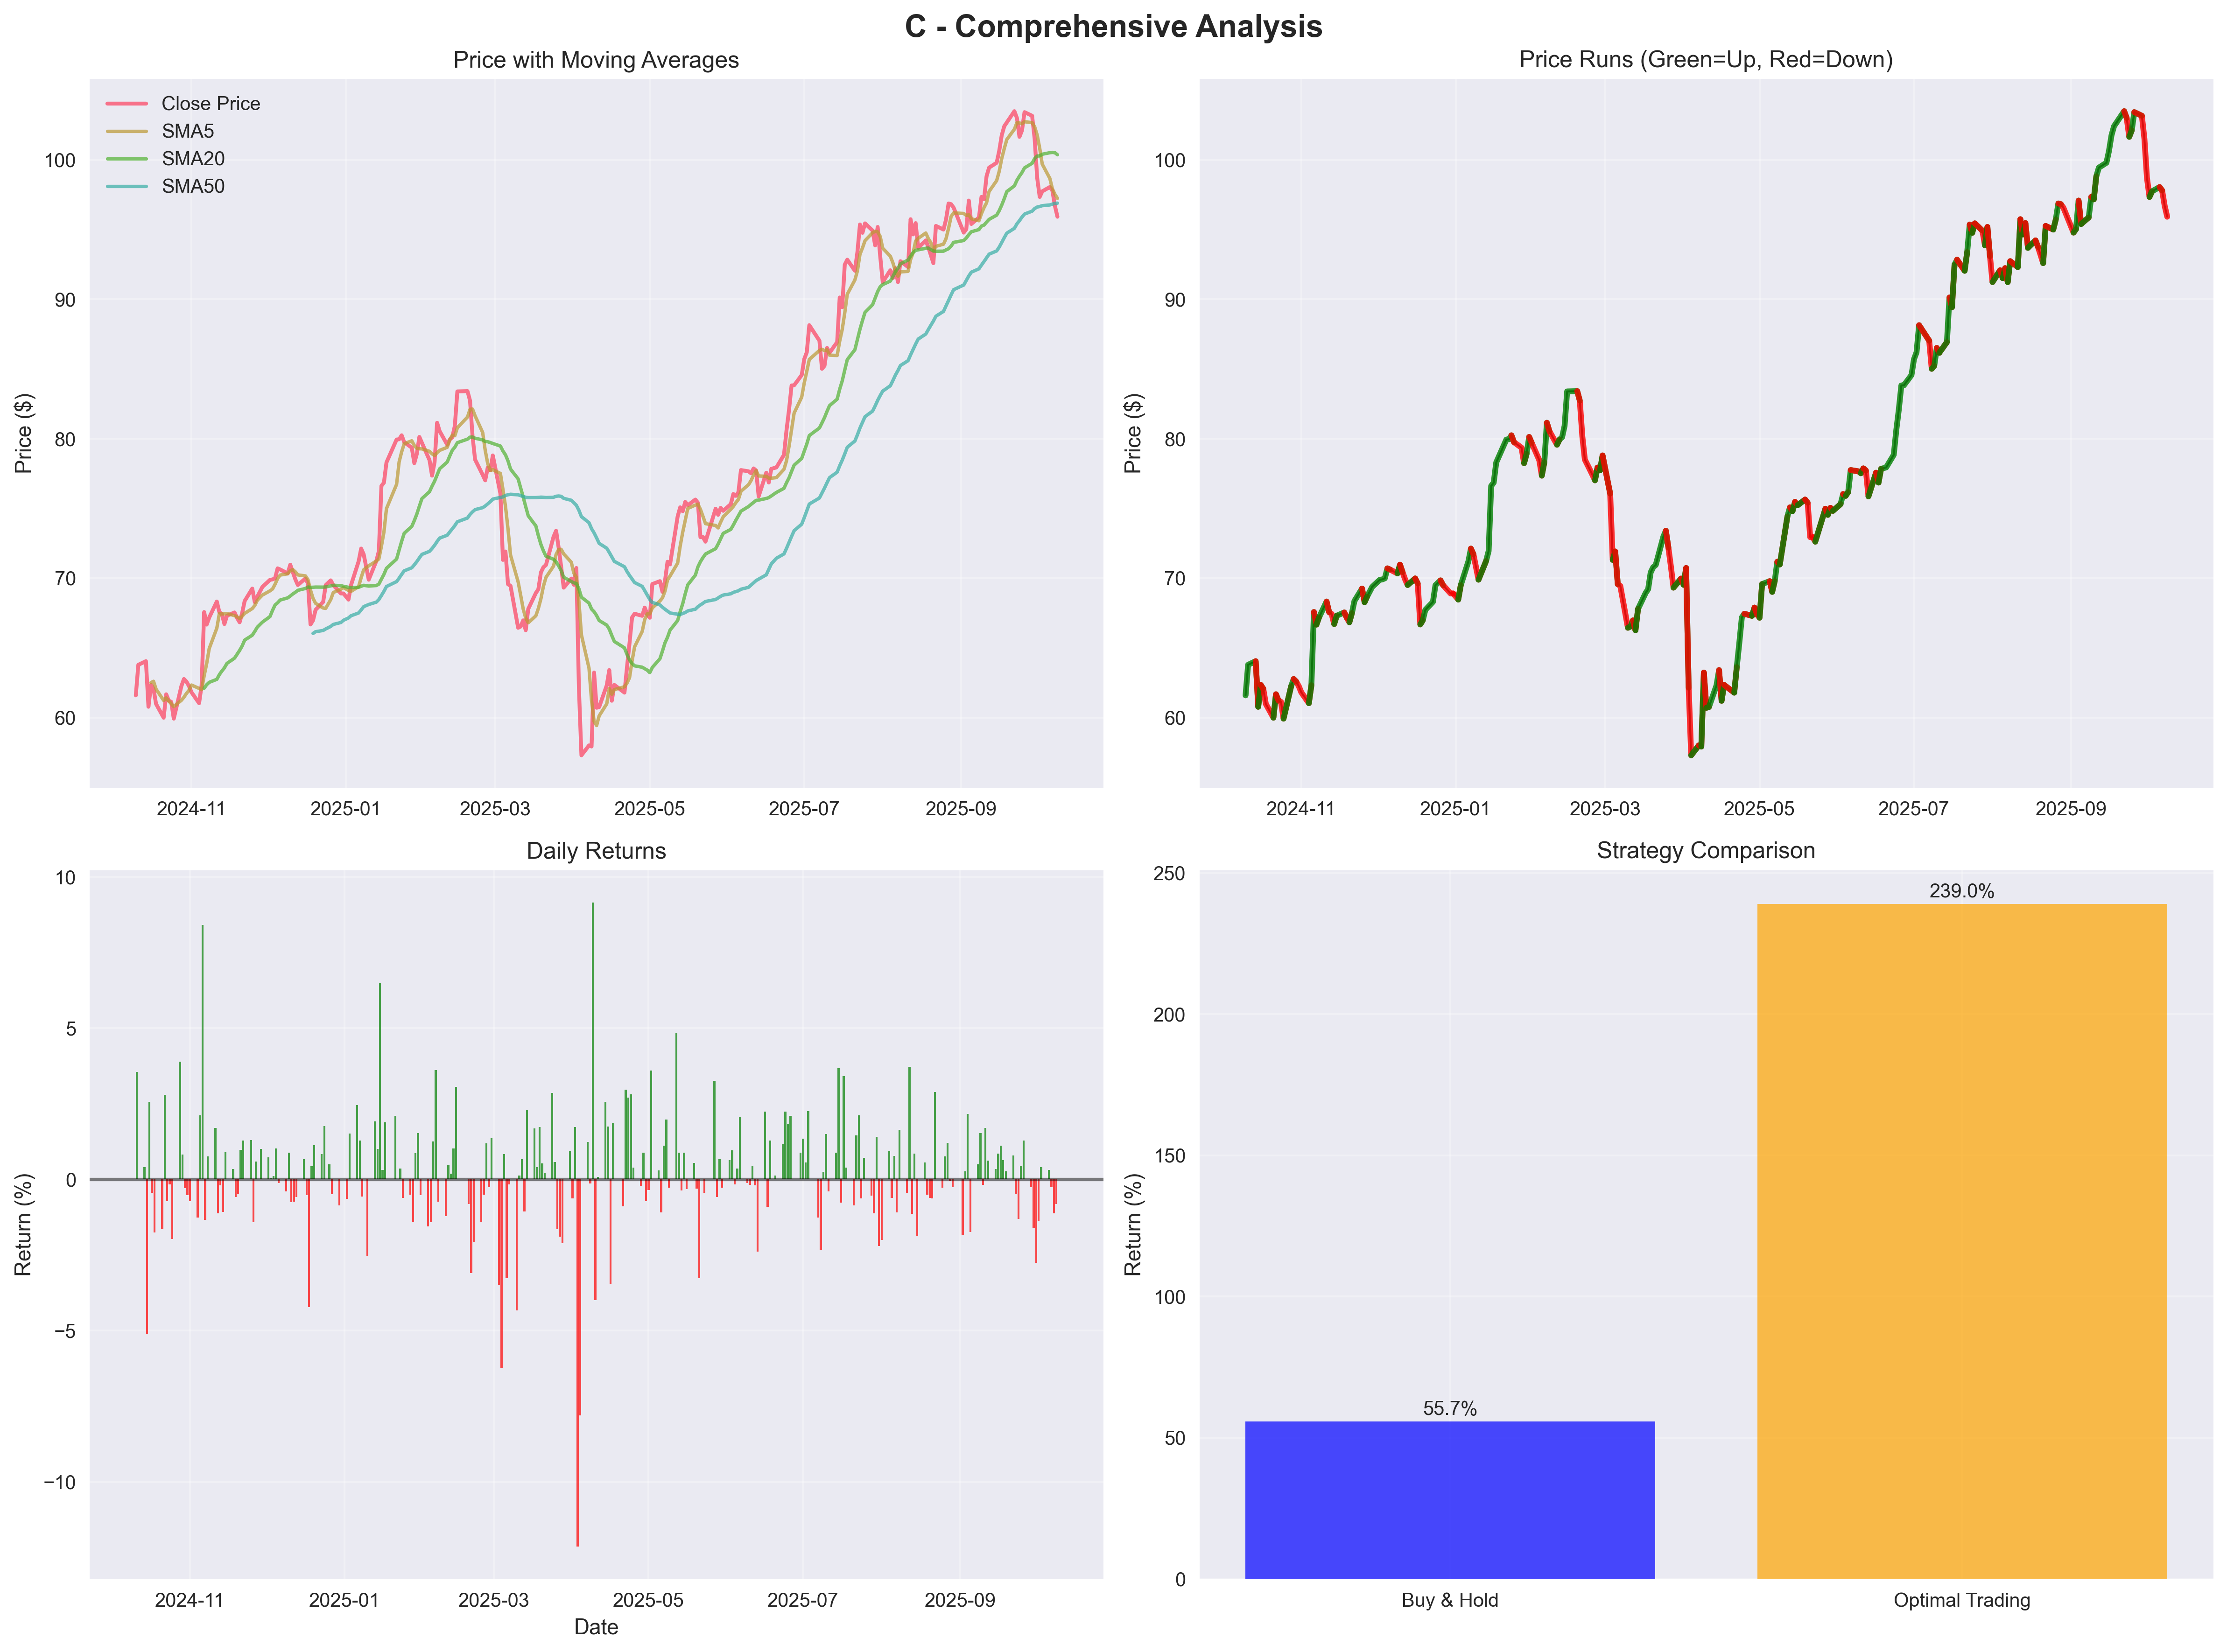 C - Comprehensive Analysis
Price with Moving Averages
Close Price
SMA5
SMA20
SMA50
Price ($)
100
90
80
70
60
2024-11
2025-01
2025-03
2025-05
2025-07
2025-09
Price Runs (Green=Up, Red=Down)
Price ($)
100
90
80
70
60
2024-11
2025-01
2025-03
2025-05
2025-07
2025-09
Daily Returns
Return (%)
10
5
0
−5
−10
2024-11
2025-01
2025-03
2025-05
2025-07
2025-09
Date
Strategy Comparison
Return (%)
250
200
150
100
50
0
55.7%
239.0%
Buy & Hold
Optimal Trading